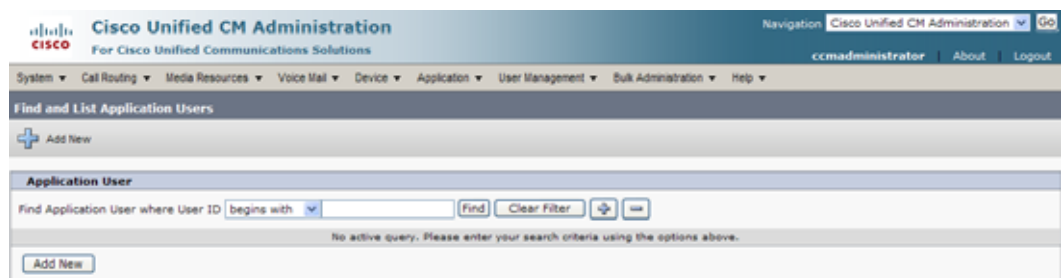 Cisco Unified CM Administration
CISCO
For Cisco Unified Communications Solutions
Navigation Cisco Unified CM Administration Go
ccmadministrator | About | Logout
System Call Routing Media Resources Voice Mail Device Application User Management Bulk Administration Help
Find and List Application Users
Add New
Application User
Find Application User where User ID begins with Find Clear Filter
No active query. Please enter your search criteria using the options above.
Add New